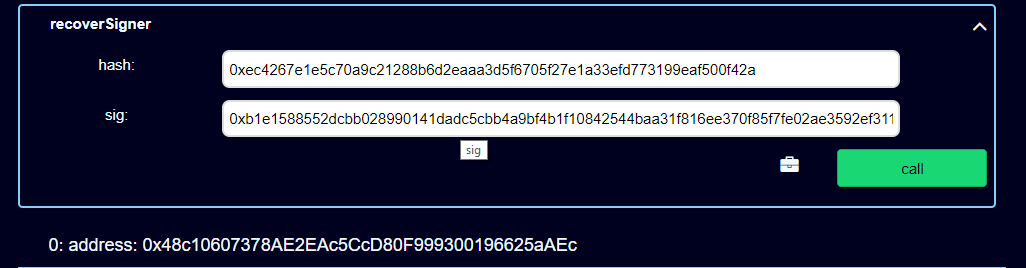 recoverSigner
hash:
0xec4267e1e5c70a9c21288b6d2eaaa3d5f6705f27e1a33efd773199eaf500f42a
sig:
0xb1e1588552dcbb028990141dadc5cbb4a9bf4b1f10842544baa31f816ee370f85f7fe02ae3592ef311
sig
call
0: address: 0x48c10607378AE2EAc5CcD80F999300196625aAEc